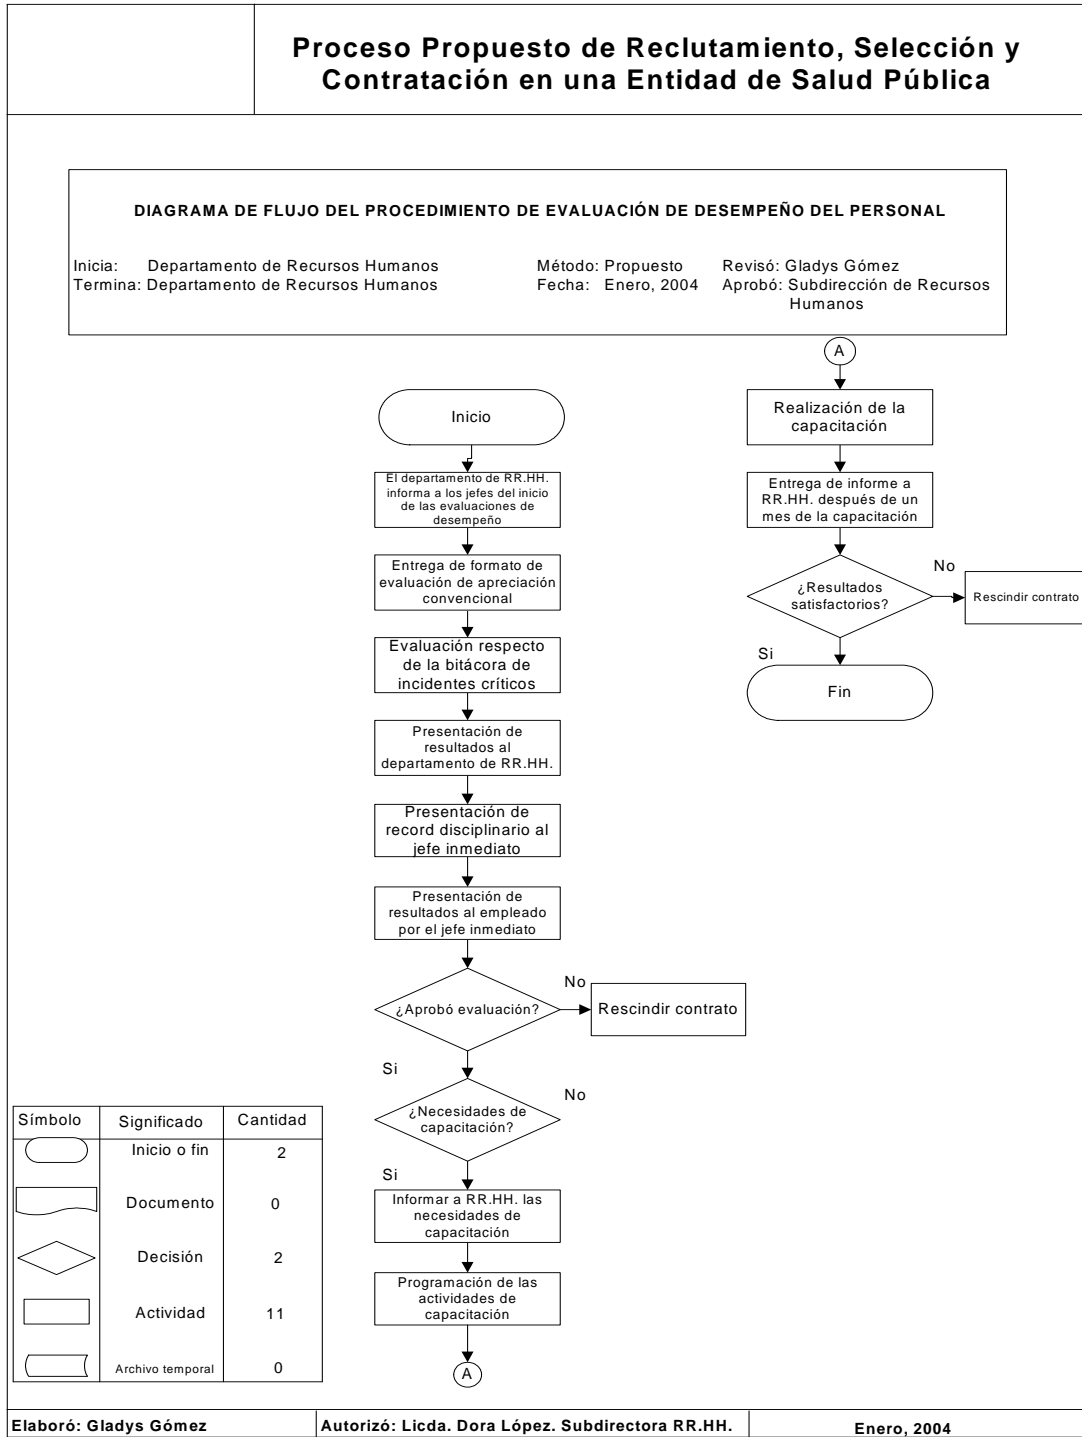 Proceso Propuesto de Reclutamiento, Selección y
Contratación en una Entidad de Salud Pública
DIAGRAMA DE FLUJO DEL PROCEDIMIENTO DE EVALUACIÓN DE DESEMPEÑO DEL PERSONAL
Inicia: Departamento de Recursos Humanos Método: Propuesto Revisó: Gladys Gómez
Termina: Departamento de Recursos Humanos Fecha: Enero, 2004 Aprobó: Subdirección de Recursos
Humanos
Inicio
El departamento de RR.HH.
informa a los jefes del inicio
de las evaluaciones de
desempeño
Entrega de formato de
evaluación de apreciación
convencional
Evaluación respecto
de la bitácora de
incidentes críticos
Presentación de
resultados al
departamento de RR.HH.
Presentación de
record disciplinario al
jefe inmediato
Presentación de
resultados al empleado
por el jefe inmediato
¿Aprobó evaluación?
No
Rescindir contrato
Si
¿Necesidades de
capacitación?
No
Si
Informar a RR.HH. las
necesidades de
capacitación
Programación de las
actividades de
capacitación
A
A
Realización de la
capacitación
Entrega de informe a
RR.HH. después de un
mes de la capacitación
¿Resultados
satisfactorios?
No
Rescindir contrato
Si
Fin
Símbolo Significado Cantidad
Inicio o fin 2
Documento 0
Decisión 2
Actividad 11
Archivo temporal 0
Elaboró: Gladys Gómez Autorizó: Licda. Dora López. Subdirectora RR.HH. Enero, 2004